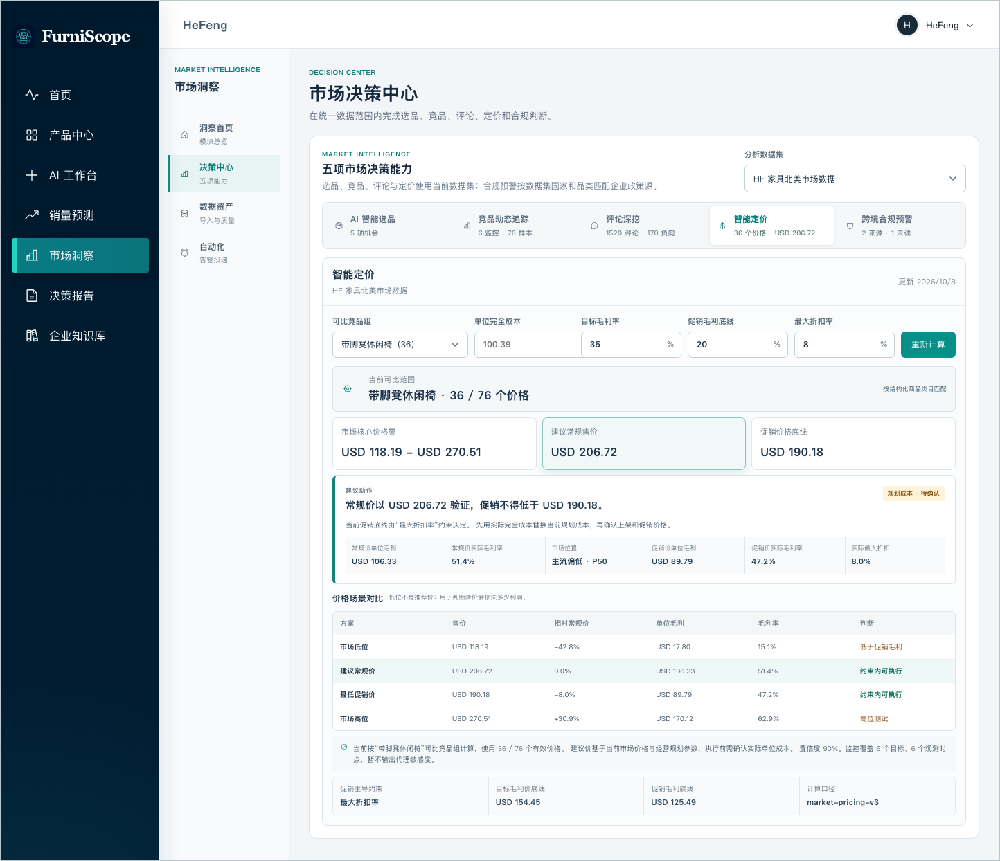 FurniScope
首页
产品中心
AI 工作台
销量预测
市场洞察
决策报告
企业知识库
HeFeng
H
HeFeng
MARKET INTELLIGENCE
市场洞察
洞察首页
模块总览
决策中心
五项能力
数据资产
导入与质量
自动化
告警投递
DECISION CENTER
市场决策中心
在统一数据范围内完成选品、竞品、评论、定价和合规判断。
MARKET INTELLIGENCE
五项市场决策能力
选品、竞品、评论与定价使用当前数据集；合规预警按数据集国家和品类匹配企业政策源。
分析数据集
HF 家具北美市场数据
AI 智能选品
5 项机会
竞品动态追踪
6 监控 · 76 样本
评论深挖
1520 评论 · 170 负向
$
智能定价
36 个价格 · USD 206.72
跨境合规预警
2 来源 · 1 未读
智能定价
HF 家具北美市场数据
更新 2026/10/8
可比竞品组
带脚凳休闲椅（36）
单位完全成本
100.39
目标毛利率
35 %
促销毛利底线
20 %
最大折扣率
8 %
重新计算
当前可比范围
带脚凳休闲椅 · 36 / 76 个价格
按结构化商品类目匹配
市场核心价格带
USD 118.19 – USD 270.51
建议常规售价
USD 206.72
促销价格底线
USD 190.18
建议动作
常规价以 USD 206.72 验证，促销不得低于 USD 190.18。
规划成本 · 待确认
当前促销底线由“最大折扣率”约束决定。 先用实际完全成本替换当前规划成本，再确认上架和促销价格。
常规价单位毛利
USD 106.33
常规价实际毛利率
51.4%
市场位置
主流偏低 · P50
促销价单位毛利
USD 89.79
促销价实际毛利率
47.2%
实际最大折扣
8.0%
价格场景对比 低位不是推荐价；用于判断降价会损失多少利润。
方案 售价 相对常规价 单位毛利 毛利率 判断
市场低位 USD 118.19 −42.8% USD 17.80 15.1% 低于促销毛利
建议常规价 USD 206.72 0.0% USD 106.33 51.4% 约束内可执行
最低促销价 USD 190.18 −8.0% USD 89.79 47.2% 约束内可执行
市场高位 USD 270.51 +30.9% USD 170.12 62.9% 高位测试
当前按“带脚凳休闲椅”可比竞品组计算，使用 36 / 76 个有效价格。 建议价基于当前市场价格与经营规划参数，执行前需确认实际单位成本。 置信度 90%。监控覆盖 6 个目标、6 个观测时
点，暂不输出代理敏感度。
促销主导约束
最大折扣率
目标毛利价底线
USD 154.45
促销毛利底线
USD 125.49
计算口径
market-pricing-v3